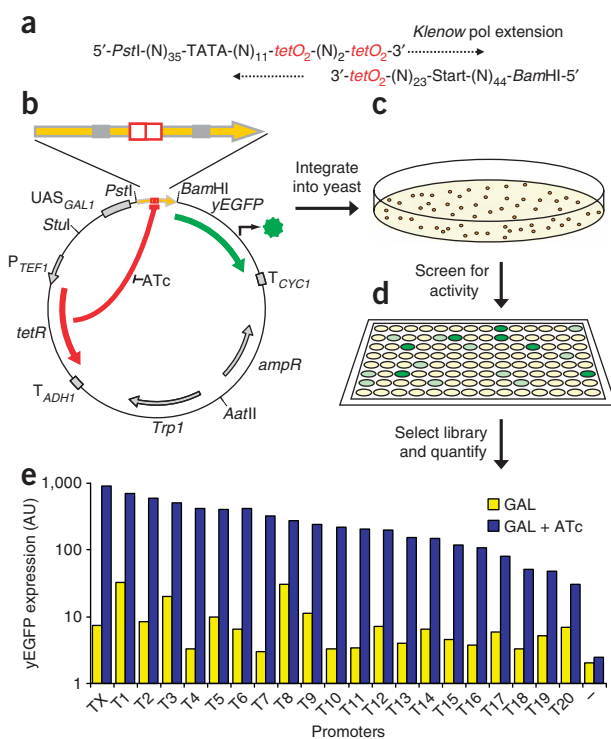 a
Klenow pol extension
5′-PstI-(N)35-TATA-(N)11-tetO2-(N)2-tetO2-3′
3′-tetO2-(N)23-Start-(N)44-BamHI-5′
b
c
PstI
BamHI
UASGAL1
yEGFP
Integrate
into yeast
StuI
PTEF1
ATc
TCYC1
Screen for
activity
d
tetR
ampR
TADH1
AatII
Trp1
Select library
and quantify
e
1,000
100
10
1
yEGFP expression (AU)
GAL
GAL + ATc
TX T1 T2 T3 T4 T5 T6 T7 T8 T9 T10 T11 T12 T13 T14 T15 T16 T17 T18 T19 T20 –
Promoters